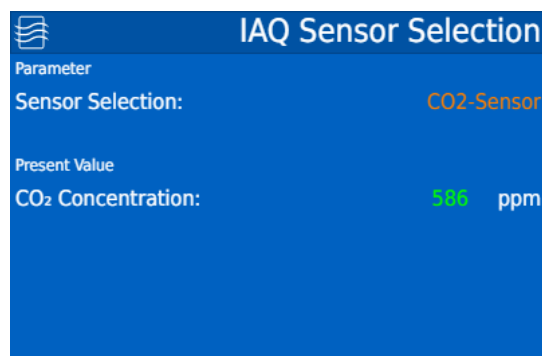 IAQ Sensor Selection
Parameter
Sensor Selection: CO2-Sensor
Present Value
CO₂ Concentration: 586 ppm